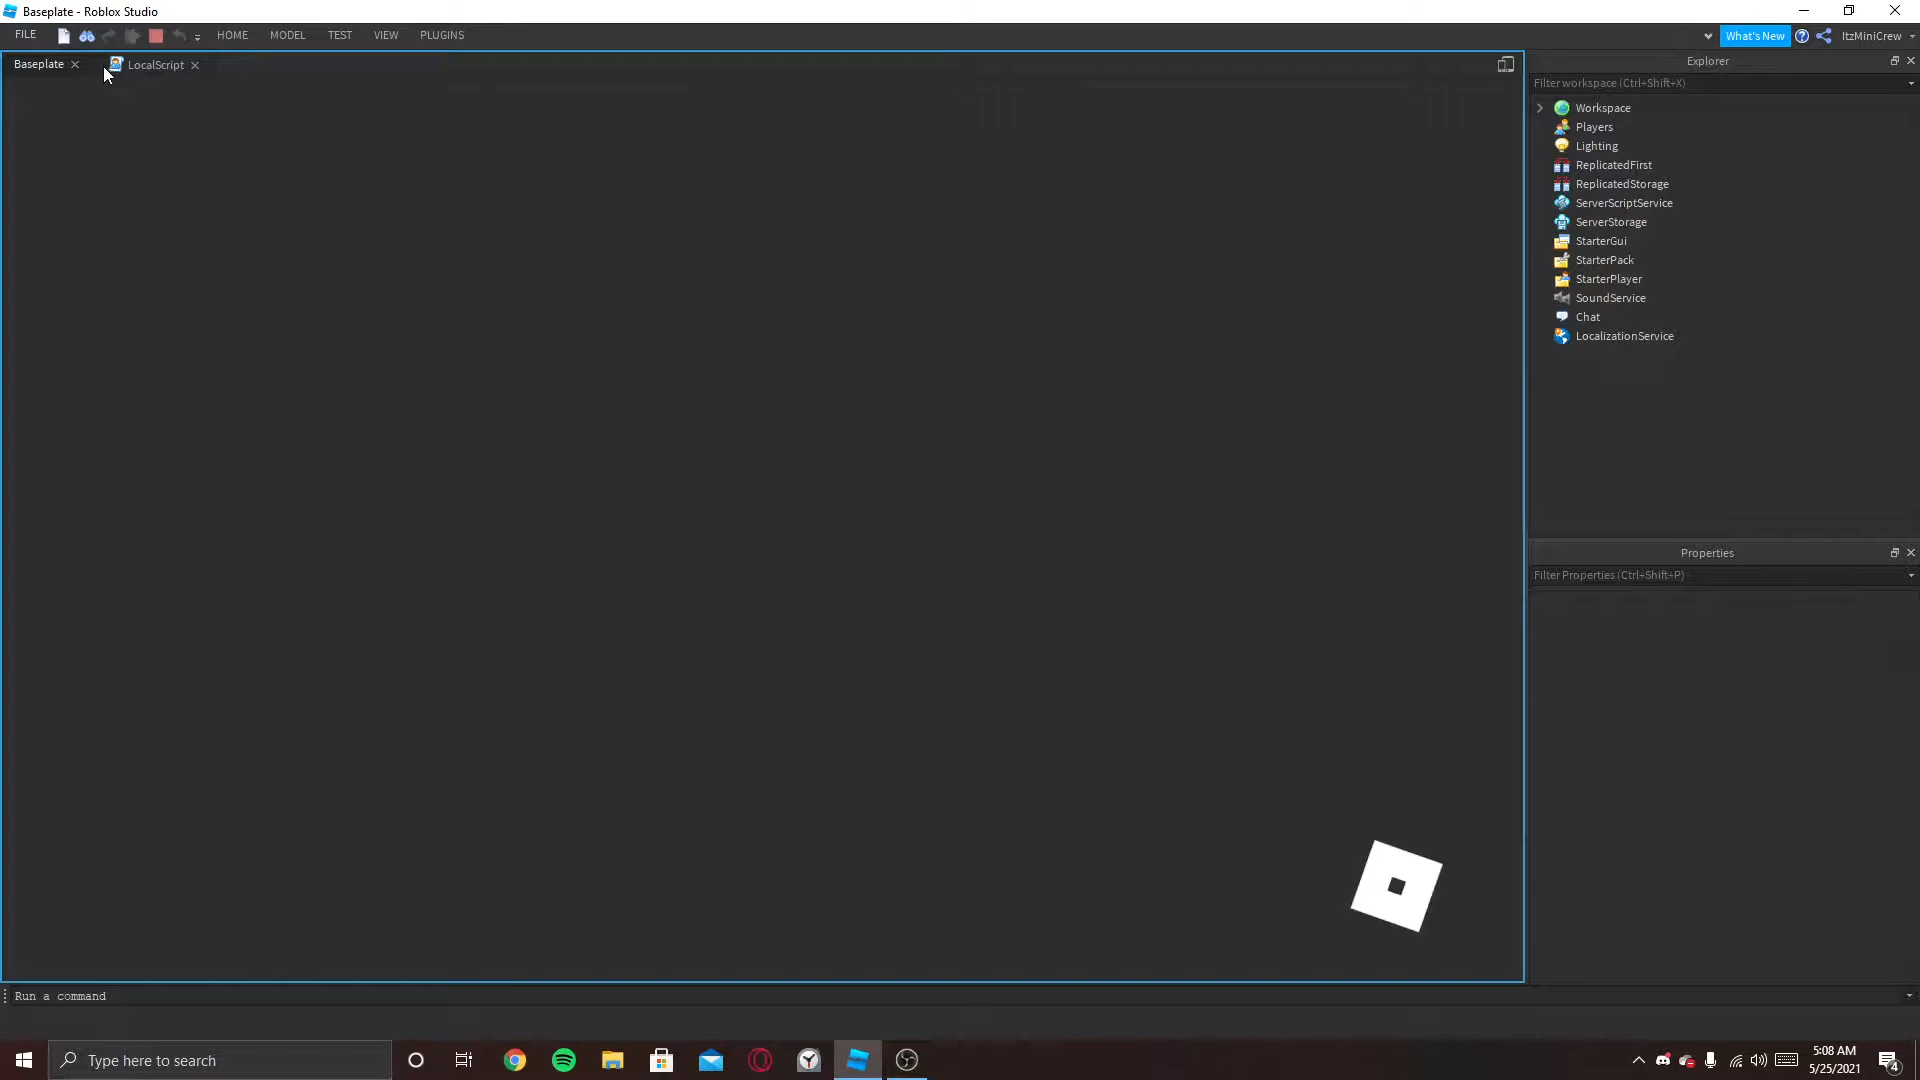 Baseplate - Roblox Studio
FILE
HOME
MODEL
TEST
VIEW
PLUGINS
What's New
ItzMiniCrew
Baseplate
LocalScript
Explorer
Filter workspace (Ctrl+Shift+X)
Workspace
Players
Lighting
ReplicatedFirst
ReplicatedStorage
ServerScriptService
ServerStorage
StarterGui
StarterPack
StarterPlayer
SoundService
Chat
LocalizationService
Properties
Filter Properties (Ctrl+Shift+P)
Run a command
Type here to search
5:08 AM
5/25/2021
4